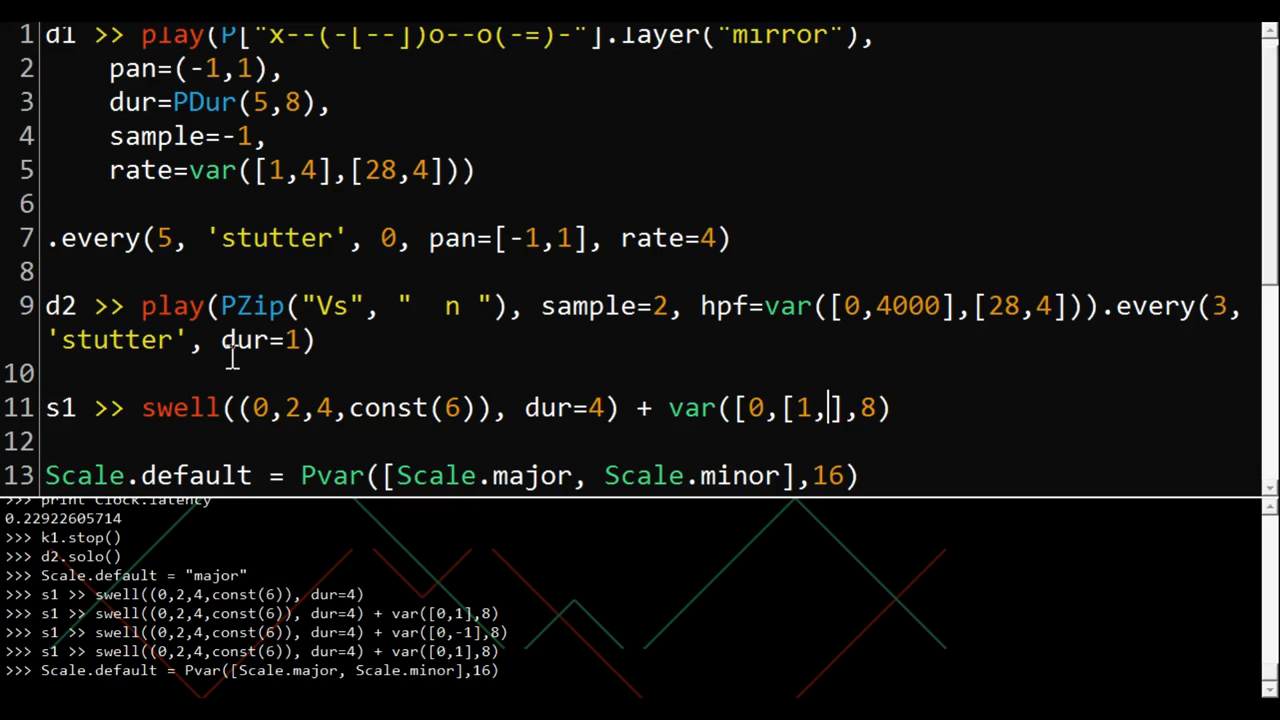 1 d1 >> play(P["x--(-[--])o--o(-=)-"].layer("mirror"),
2 pan=(-1,1),
3 dur=PDur(5,8),
4 sample=-1,
5 rate=var([1,4],[28,4]))
6
7 .every(5, 'stutter', 0, pan=[-1,1], rate=4)
8
9 d2 >> play(PZip("Vs", "  n "), sample=2, hpf=var([0,4000],[28,4])).every(3,
'stutter', dur=1)
10
11 s1 >> swell((0,2,4,const(6)), dur=4) + var([0,[1,],8)
12
13 Scale.default = Pvar([Scale.major, Scale.minor],16)
>>> print Clock.latency
0.22922605714
>>> k1.stop()
>>> d2.solo()
>>> Scale.default = "major"
>>> s1 >> swell((0,2,4,const(6)), dur=4)
>>> s1 >> swell((0,2,4,const(6)), dur=4) + var([0,1],8)
>>> s1 >> swell((0,2,4,const(6)), dur=4) + var([0,-1],8)
>>> s1 >> swell((0,2,4,const(6)), dur=4) + var([0,1],8)
>>> Scale.default = Pvar([Scale.major, Scale.minor],16)